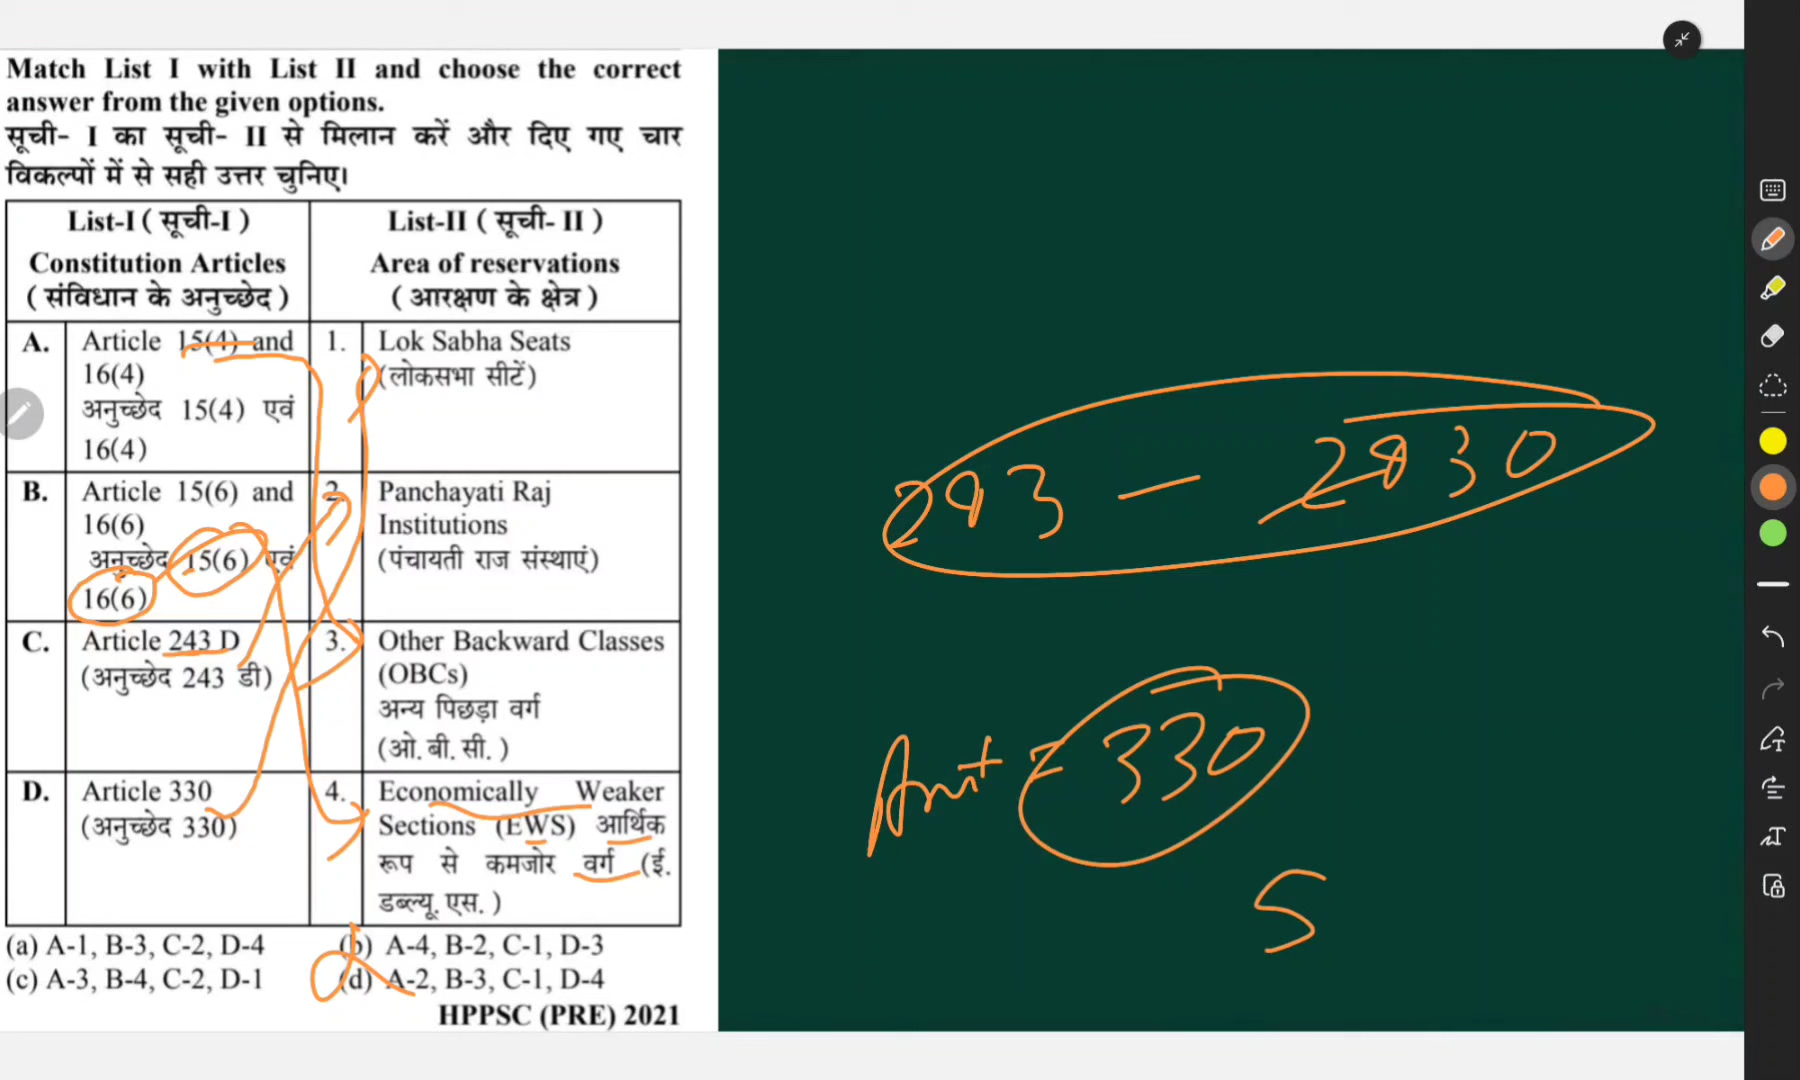 Match List I with List II and choose the correct
answer from the given options.
सूची- I का सूची- II से मिलान करें और दिए गए चार
विकल्पों में से सही उत्तर चुनिए।
List-I ( सूची-I )
Constitution Articles
( संविधान के अनुच्छेद )
List-II ( सूची- II )
Area of reservations
( आरक्षण के क्षेत्र )
A. Article 15(4) and
16(4)
अनुच्छेद 15(4) एवं
16(4)
1. Lok Sabha Seats
(लोकसभा सीटें)
B. Article 15(6) and
16(6)
अनुच्छेद 15(6) एवं
16(6)
2. Panchayati Raj
Institutions
(पंचायती राज संस्थाएं)
C. Article 243 D
(अनुच्छेद 243 डी)
3. Other Backward Classes
(OBCs)
अन्य पिछड़ा वर्ग
(ओ. बी. सी. )
D. Article 330
(अनुच्छेद 330)
4. Economically Weaker
Sections (EWS) आर्थिक
रूप से कमजोर वर्ग (ई.
डब्ल्यू. एस. )
(a) A-1, B-3, C-2, D-4
(b) A-4, B-2, C-1, D-3
(c) A-3, B-4, C-2, D-1
(d) A-2, B-3, C-1, D-4
HPPSC (PRE) 2021
330
5